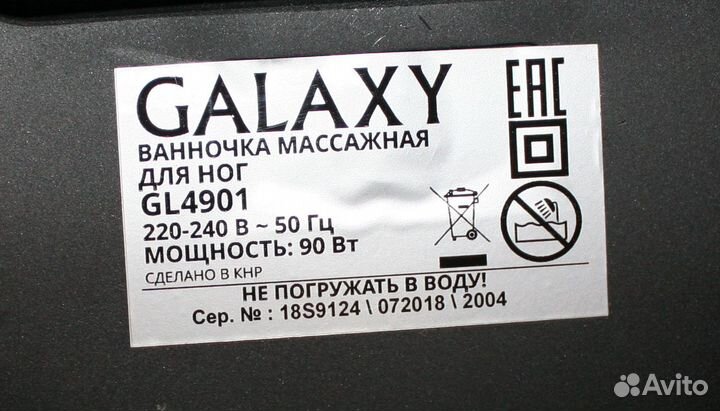 GALAXY
EAC
ВАННОЧКА МАССАЖНАЯ
ДЛЯ НОГ
GL4901
220-240 В ~ 50 Гц
МОЩНОСТЬ: 90 Вт
СДЕЛАНО В КНР
НЕ ПОГРУЖАТЬ В ВОДУ!
Сер. № : 18S9124 \ 072018 \ 2004
Avito